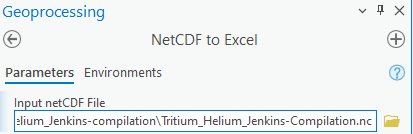 Geoprocessing
NetCDF to Excel
Parameters Environments
Input netCDF File
elium_Jenkins-compilation\Tritium_Helium_Jenkins-Compilation.nc